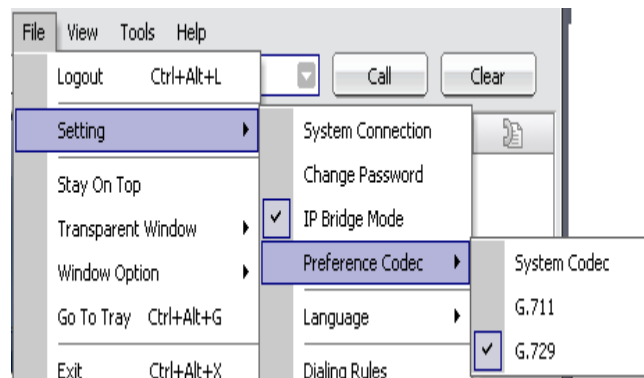 File View Tools Help
Logout Ctrl+Alt+L
Call Clear
Setting
System Connection
Stay On Top
Change Password
Transparent Window
IP Bridge Mode
Window Option
Preference Codec
System Codec
Go To Tray Ctrl+Alt+G
Language
G.711
G.729
Exit Ctrl+Alt+X
Dialing Rules